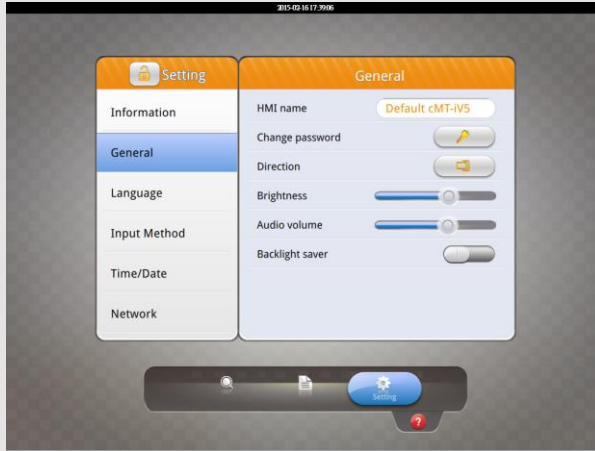 2015-02-16 17:39:06
Setting
General
Information
General
Language
Input Method
Time/Date
Network
HMI name
Default cMT-iV5
Change password
Direction
Brightness
Audio volume
Backlight saver
Setting
?